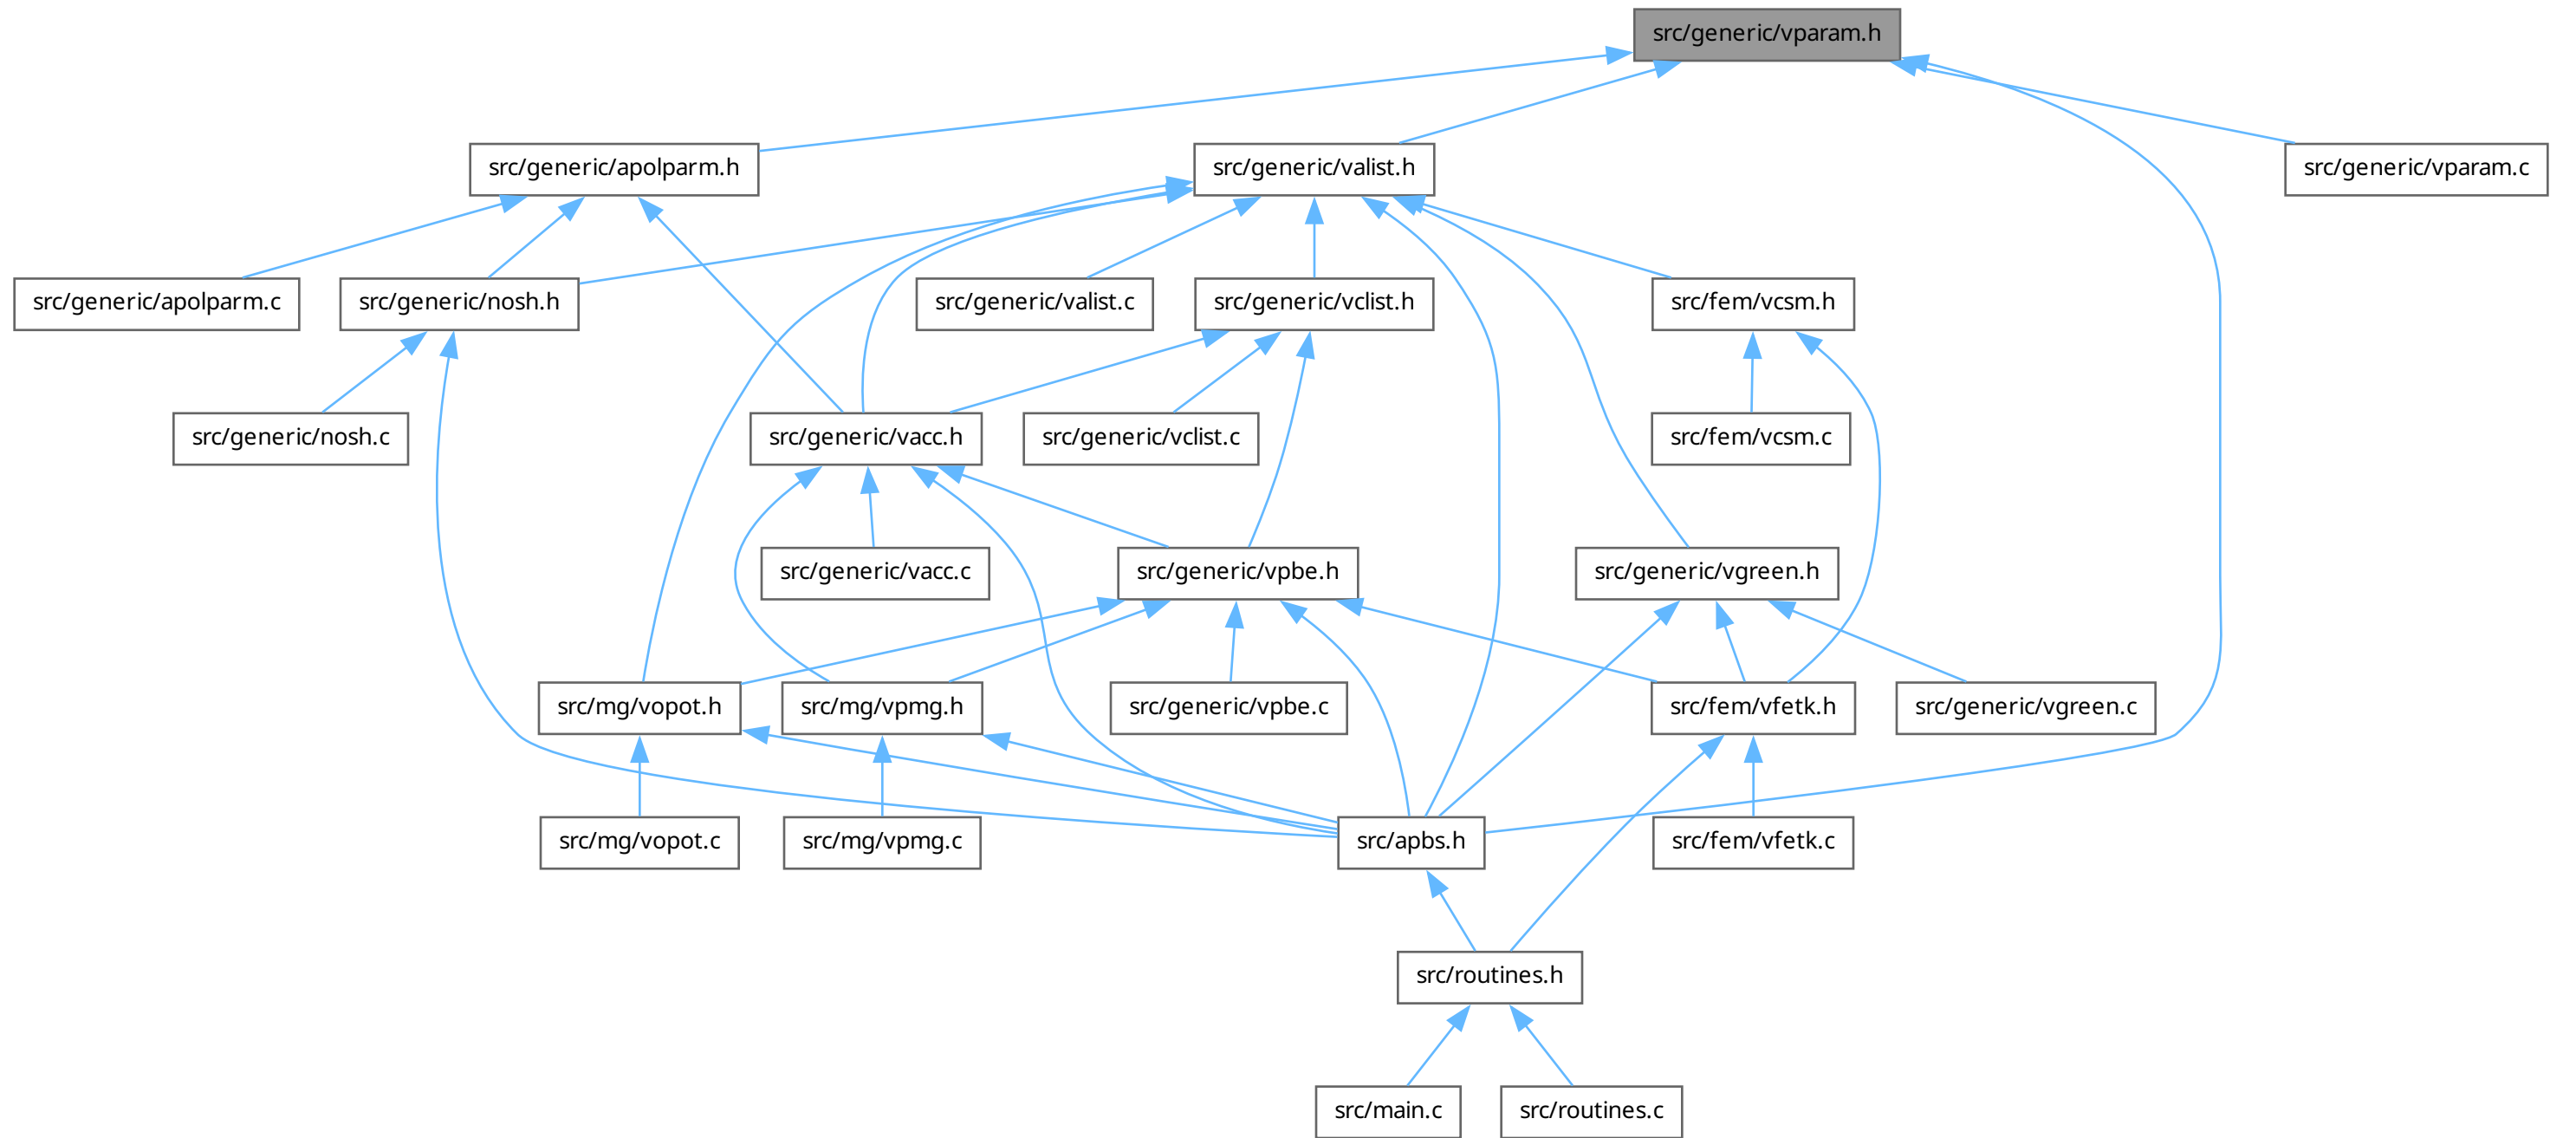 src/generic/vparam.h
src/generic/apolparm.h
src/generic/valist.h
src/generic/vparam.c
src/generic/apolparm.c
src/generic/nosh.h
src/generic/valist.c
src/generic/vclist.h
src/fem/vcsm.h
src/generic/nosh.c
src/generic/vacc.h
src/generic/vclist.c
src/fem/vcsm.c
src/generic/vacc.c
src/generic/vpbe.h
src/generic/vgreen.h
src/mg/vopot.h
src/mg/vpmg.h
src/generic/vpbe.c
src/fem/vfetk.h
src/generic/vgreen.c
src/mg/vopot.c
src/mg/vpmg.c
src/apbs.h
src/fem/vfetk.c
src/routines.h
src/main.c
src/routines.c